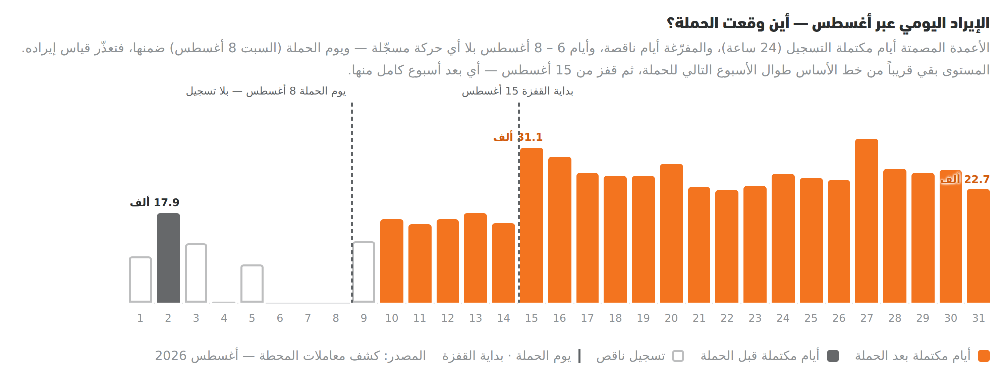 الإيراد اليومي عبر أغسطس — أين وقعت الحملة؟
الأعمدة المصمتة أيام مكتملة التسجيل (24 ساعة)، والمفرّغة أيام ناقصة، وأيام 6 – 8 أغسطس بلا أي حركة مسجّلة — ويوم الحملة (السبت 8 أغسطس) ضمنها، فتعذّر قياس إيراده.
المستوى بقي قريباً من خط الأساس طوال الأسبوع التالي للحملة، ثم قفز من 15 أغسطس — أي بعد أسبوع كامل منها.
بداية القفزة 15 أغسطس
يوم الحملة 8 أغسطس — بلا تسجيل
31.1 ألف
22.7 ألف
17.9 ألف
1 2 3 4 5 6 7 8 9 10 11 12 13 14 15 16 17 18 19 20 21 22 23 24 25 26 27 28 29 30 31
أيام مكتملة بعد الحملة أيام مكتملة قبل الحملة تسجيل ناقص يوم الحملة · بداية القفزة المصدر: كشف معاملات المحطة — أغسطس 2026